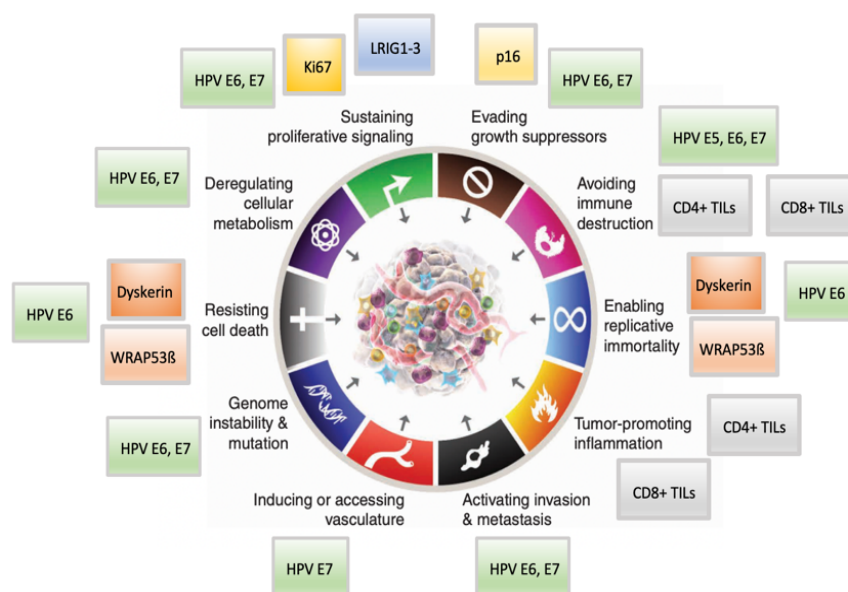 LRIG1-3
p16
Ki67
HPV E6, E7
HPV E6, E7
Sustaining
proliferative signaling
Evading
growth suppressors
HPV E5, E6, E7
HPV E6, E7
Deregulating
cellular
metabolism
Avoiding
immune
destruction
CD4+ TILs
CD8+ TILs
Dyskerin
HPV E6
WRAP53ß
Resisting
cell death
Enabling
replicative
immortality
Dyskerin
HPV E6
WRAP53ß
Genome
instability &
mutation
Tumor-promoting
inflammation
CD4+ TILs
HPV E6, E7
CD8+ TILs
Inducing or accessing
vasculature
Activating invasion
& metastasis
HPV E7
HPV E6, E7